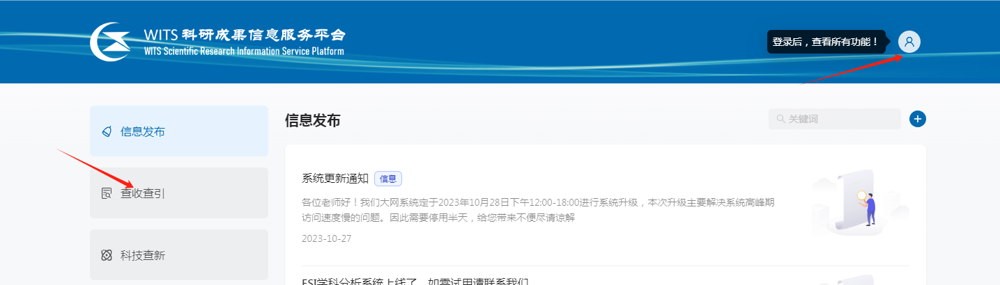 WITS 科研成果信息服务平台
WITS Scientific Research Information Service Platform
登录后，查看所有功能！
信息发布
查收查引
科技查新
信息发布
关键词
系统更新通知 信息
各位老师好！我们大网系统定于2023年10月28日下午12:00-18:00进行系统升级，本次升级主要解决系统高峰期
访问速度慢的问题。因此需要停用半天，给您带来不便尽请谅解
2023-10-27
ESI学科分析系统上线了，如需试用请联系我们